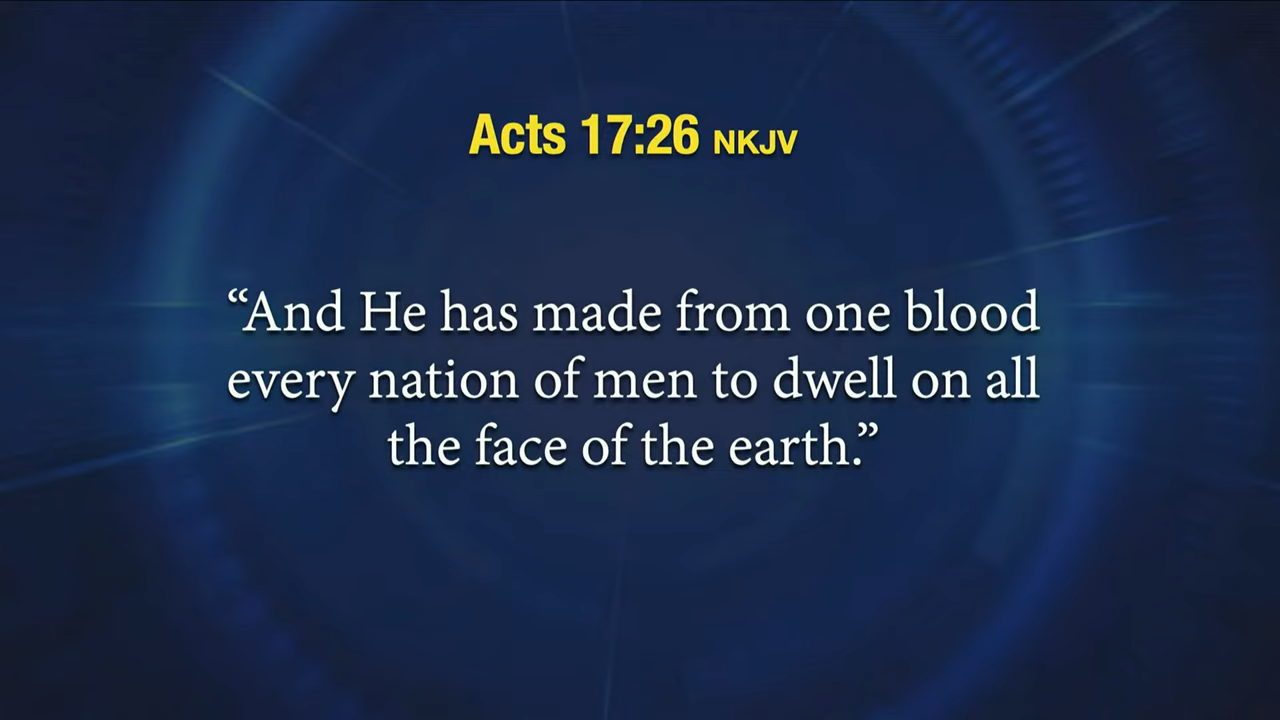 Acts 17:26 NKJV
“And He has made from one blood
every nation of men to dwell on all
the face of the earth.”